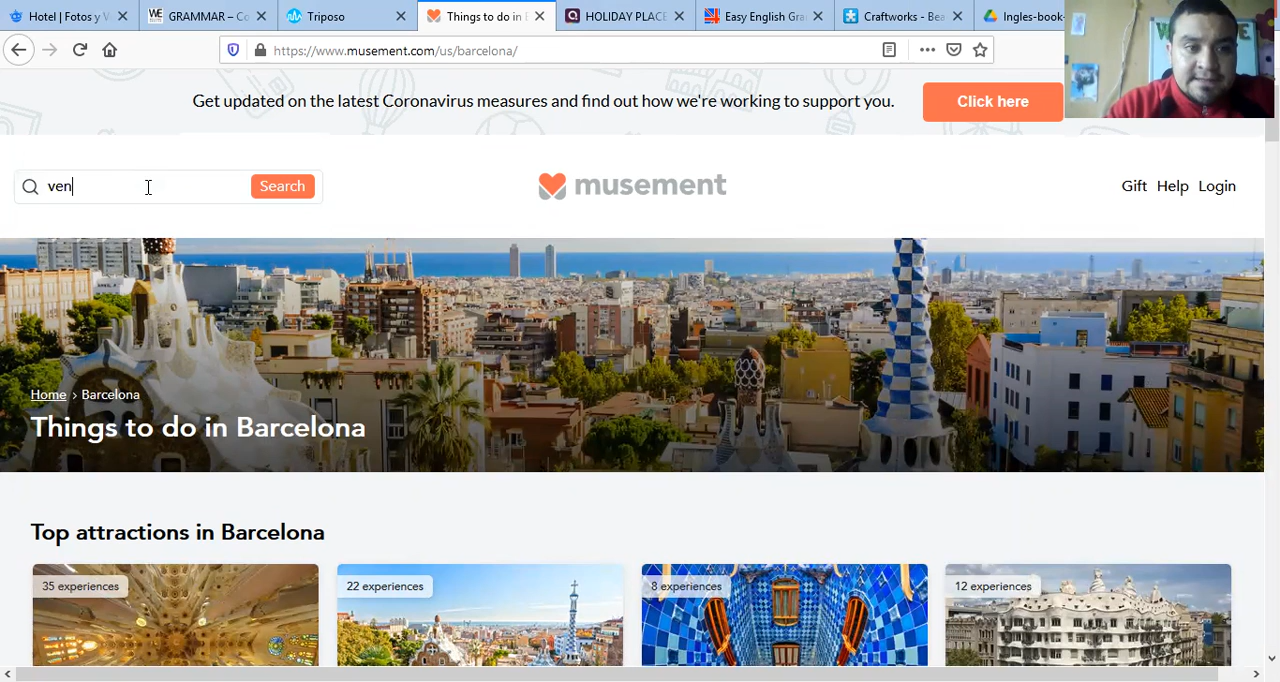 Hotel | Fotos y V
GRAMMAR – Co
Triposo
Things to do in B
HOLIDAY PLACE
Easy English Gra
Craftworks - Bea
Ingles-book-
https://www.musement.com/us/barcelona/
Get updated on the latest Coronavirus measures and find out how we're working to support you.
Click here
ven
Search
musement
Gift Help Login
Home › Barcelona
Things to do in Barcelona
Top attractions in Barcelona
35 experiences
22 experiences
8 experiences
12 experiences